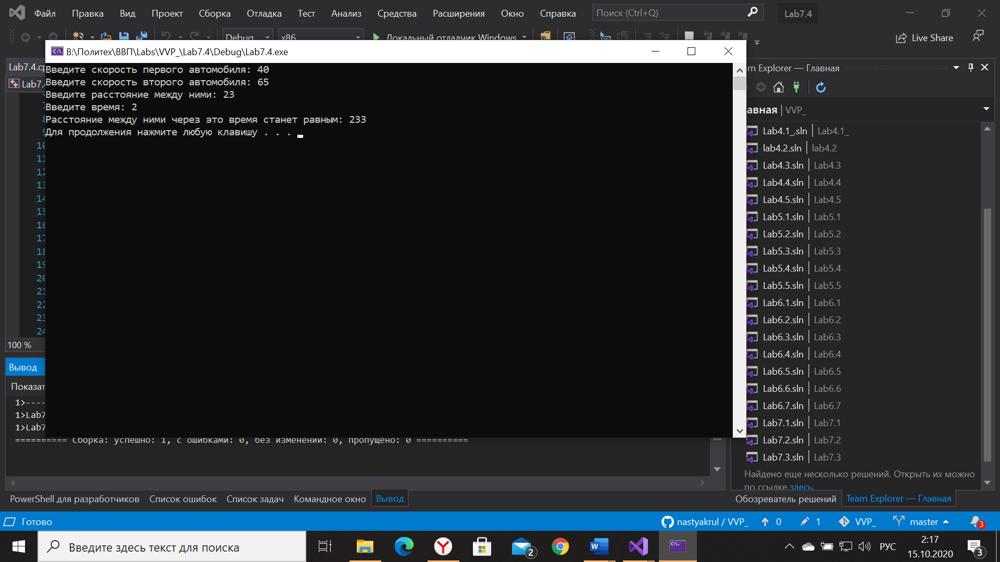 Файл Правка Вид Проект Сборка Отладка Тест Анализ Средства Расширения Окно Справка Поиск (Ctrl+Q) Lab7.4
Debug x86 Локальный отладчик Windows Live Share
B:\Политех\ВВП\Labs\VVP_\Lab7.4\Debug\Lab7.4.exe
Введите скорость первого автомобиля: 40
Введите скорость второго автомобиля: 65
Введите расстояние между ними: 23
Введите время: 2
Расстояние между ними через это время станет равным: 233
Для продолжения нажмите любую клавишу . . .
Lab7.4.cp
Lab7.4
10
11
12
13
14
15
16
17
18
19
20
21
22
23
24
100 %
Вывод
Показат
1>----
1>Lab7
1>Lab7
========== Сборка: успешно: 1, с ошибками: 0, без изменений: 0, пропущено: 0 ==========
m Explorer — Главная
авная | VVP_
Lab4.1_.sln | Lab4.1_
lab4.2.sln | lab4.2
Lab4.3.sln | Lab4.3
Lab4.4.sln | Lab4.4
Lab4.5.sln | Lab4.5
Lab5.1.sln | Lab5.1
Lab5.2.sln | Lab5.2
Lab5.3.sln | Lab5.3
Lab5.4.sln | Lab5.4
Lab5.5.sln | Lab5.5
Lab6.1.sln | Lab6.1
Lab6.2.sln | Lab6.2
Lab6.3.sln | Lab6.3
Lab6.4.sln | Lab6.4
Lab6.5.sln | Lab6.5
Lab6.6.sln | Lab6.6
Lab6.7.sln | Lab6.7
Lab7.1.sln | Lab7.1
Lab7.2.sln | Lab7.2
Lab7.3.sln | Lab7.3
Найдено еще несколько решений. Открыть их можно
по ссылке здесь.
PowerShell для разработчиков Список ошибок Список задач Командное окно Вывод
Обозреватель решений Team Explorer — Главная
Готово nastyakrul / VVP_ 0 1 VVP_ master 3
Введите здесь текст для поиска 2 РУС 2:17
15.10.2020 3